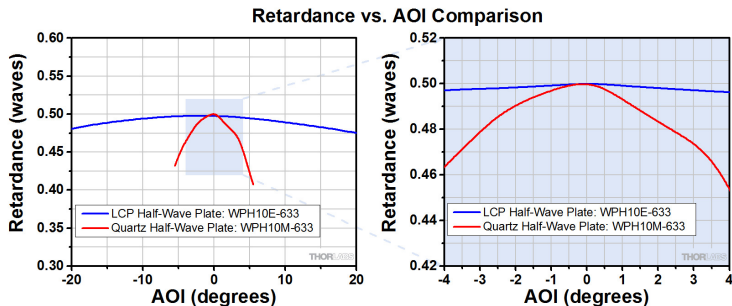 Retardance vs. AOI Comparison
Retardance (waves)
0.60
0.55
0.50
0.45
0.40
0.35
0.30
LCP Half-Wave Plate: WPH10E-633
Quartz Half-Wave Plate: WPH10M-633
THORLABS
-20
-10
0
10
20
AOI (degrees)
Retardance (waves)
0.52
0.50
0.48
0.46
0.44
0.42
LCP Half-Wave Plate: WPH10E-633
Quartz Half-Wave Plate: WPH10M-633
THORLABS
-4
-3
-2
-1
0
1
2
3
4
AOI (degrees)